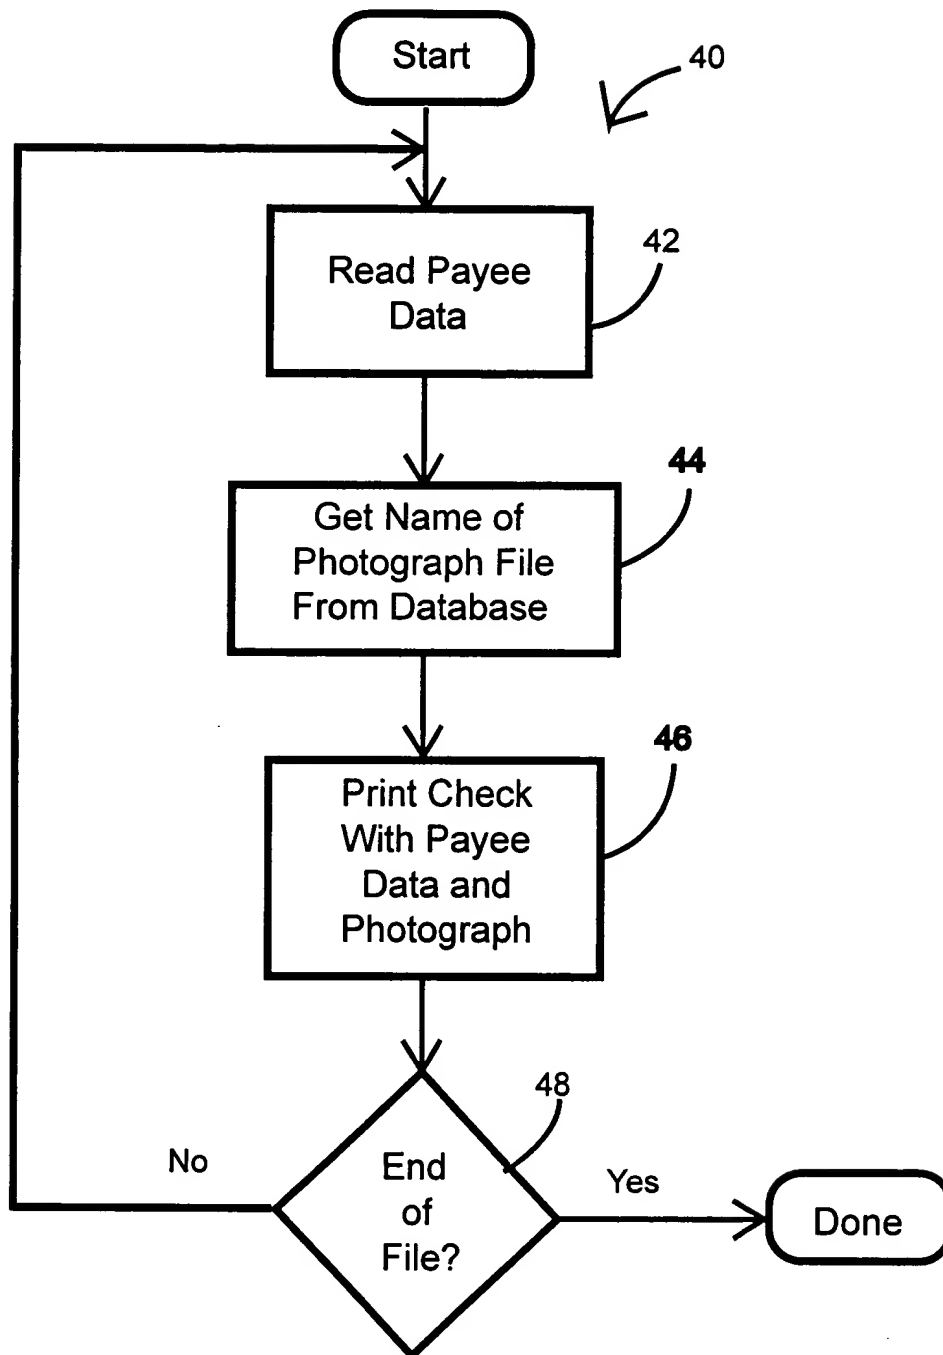 Start
40
Read Payee
Data
42
44
Get Name of
Photograph File
From Database
46
Print Check
With Payee
Data and
Photograph
48
End
of
File?
No
Yes
Done